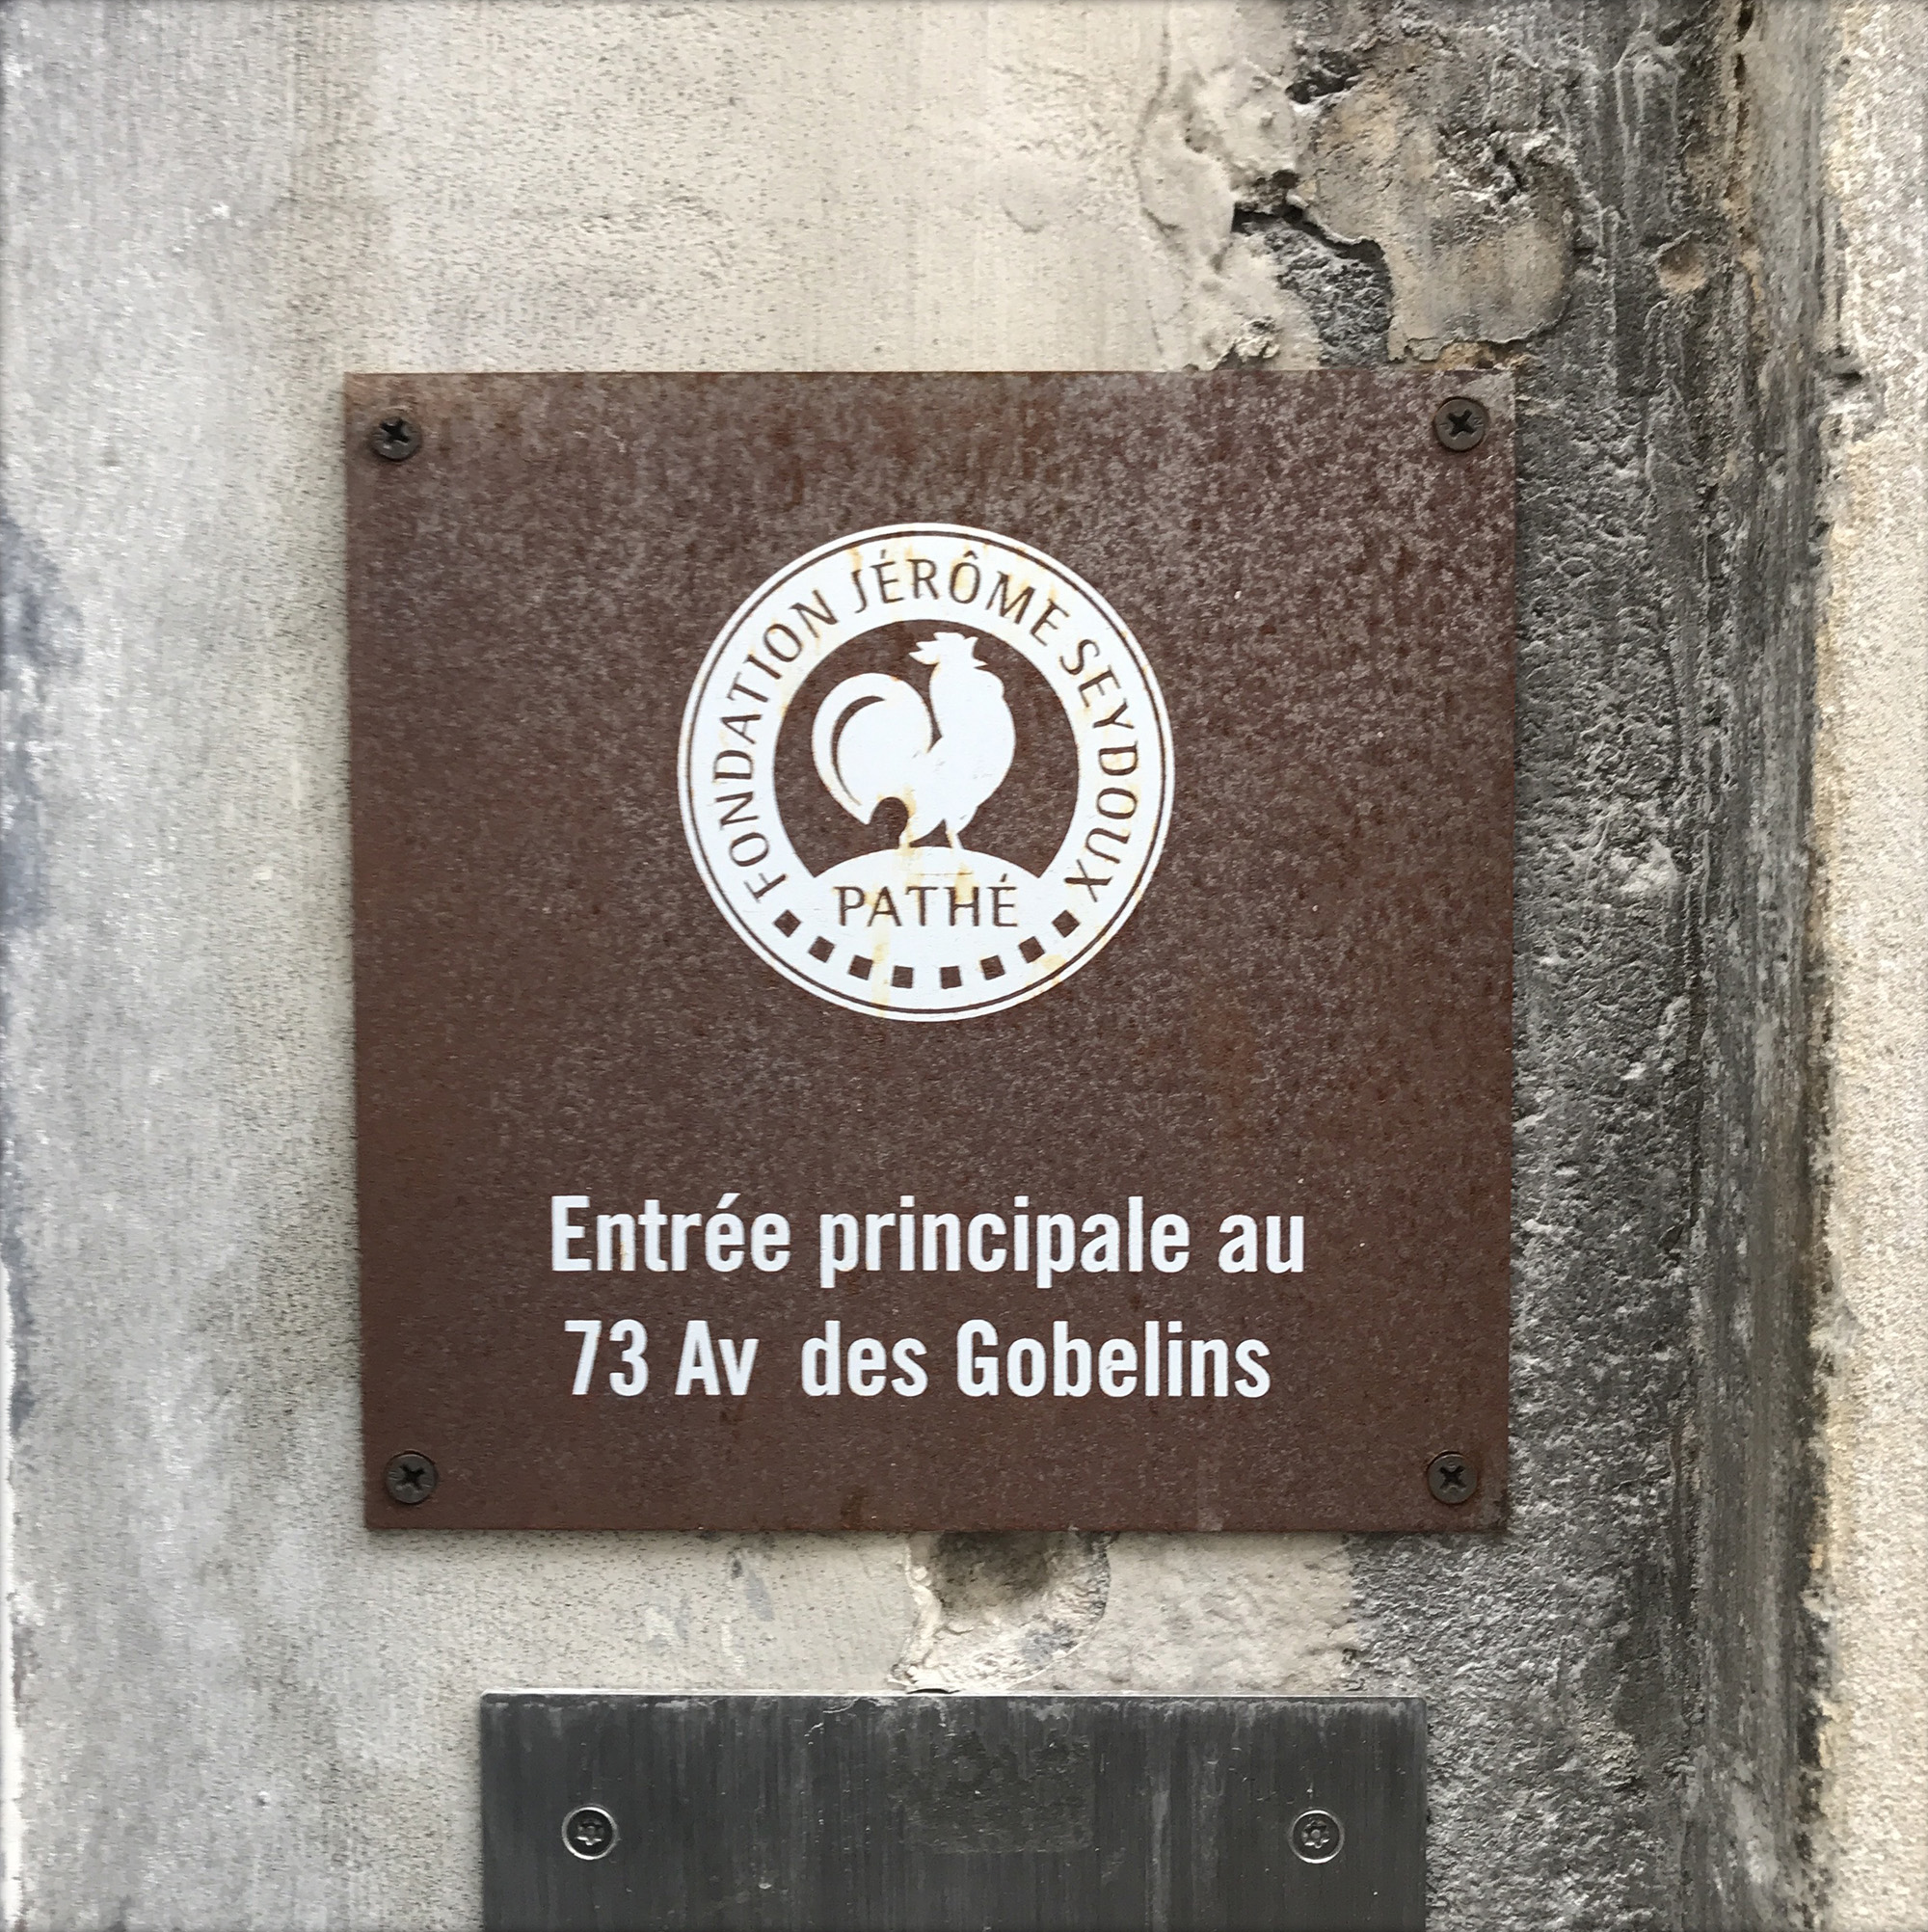 FONDATION JÉRÔME SEYDOUX
PATHÉ
Entrée principale au
73 Av des Gobelins